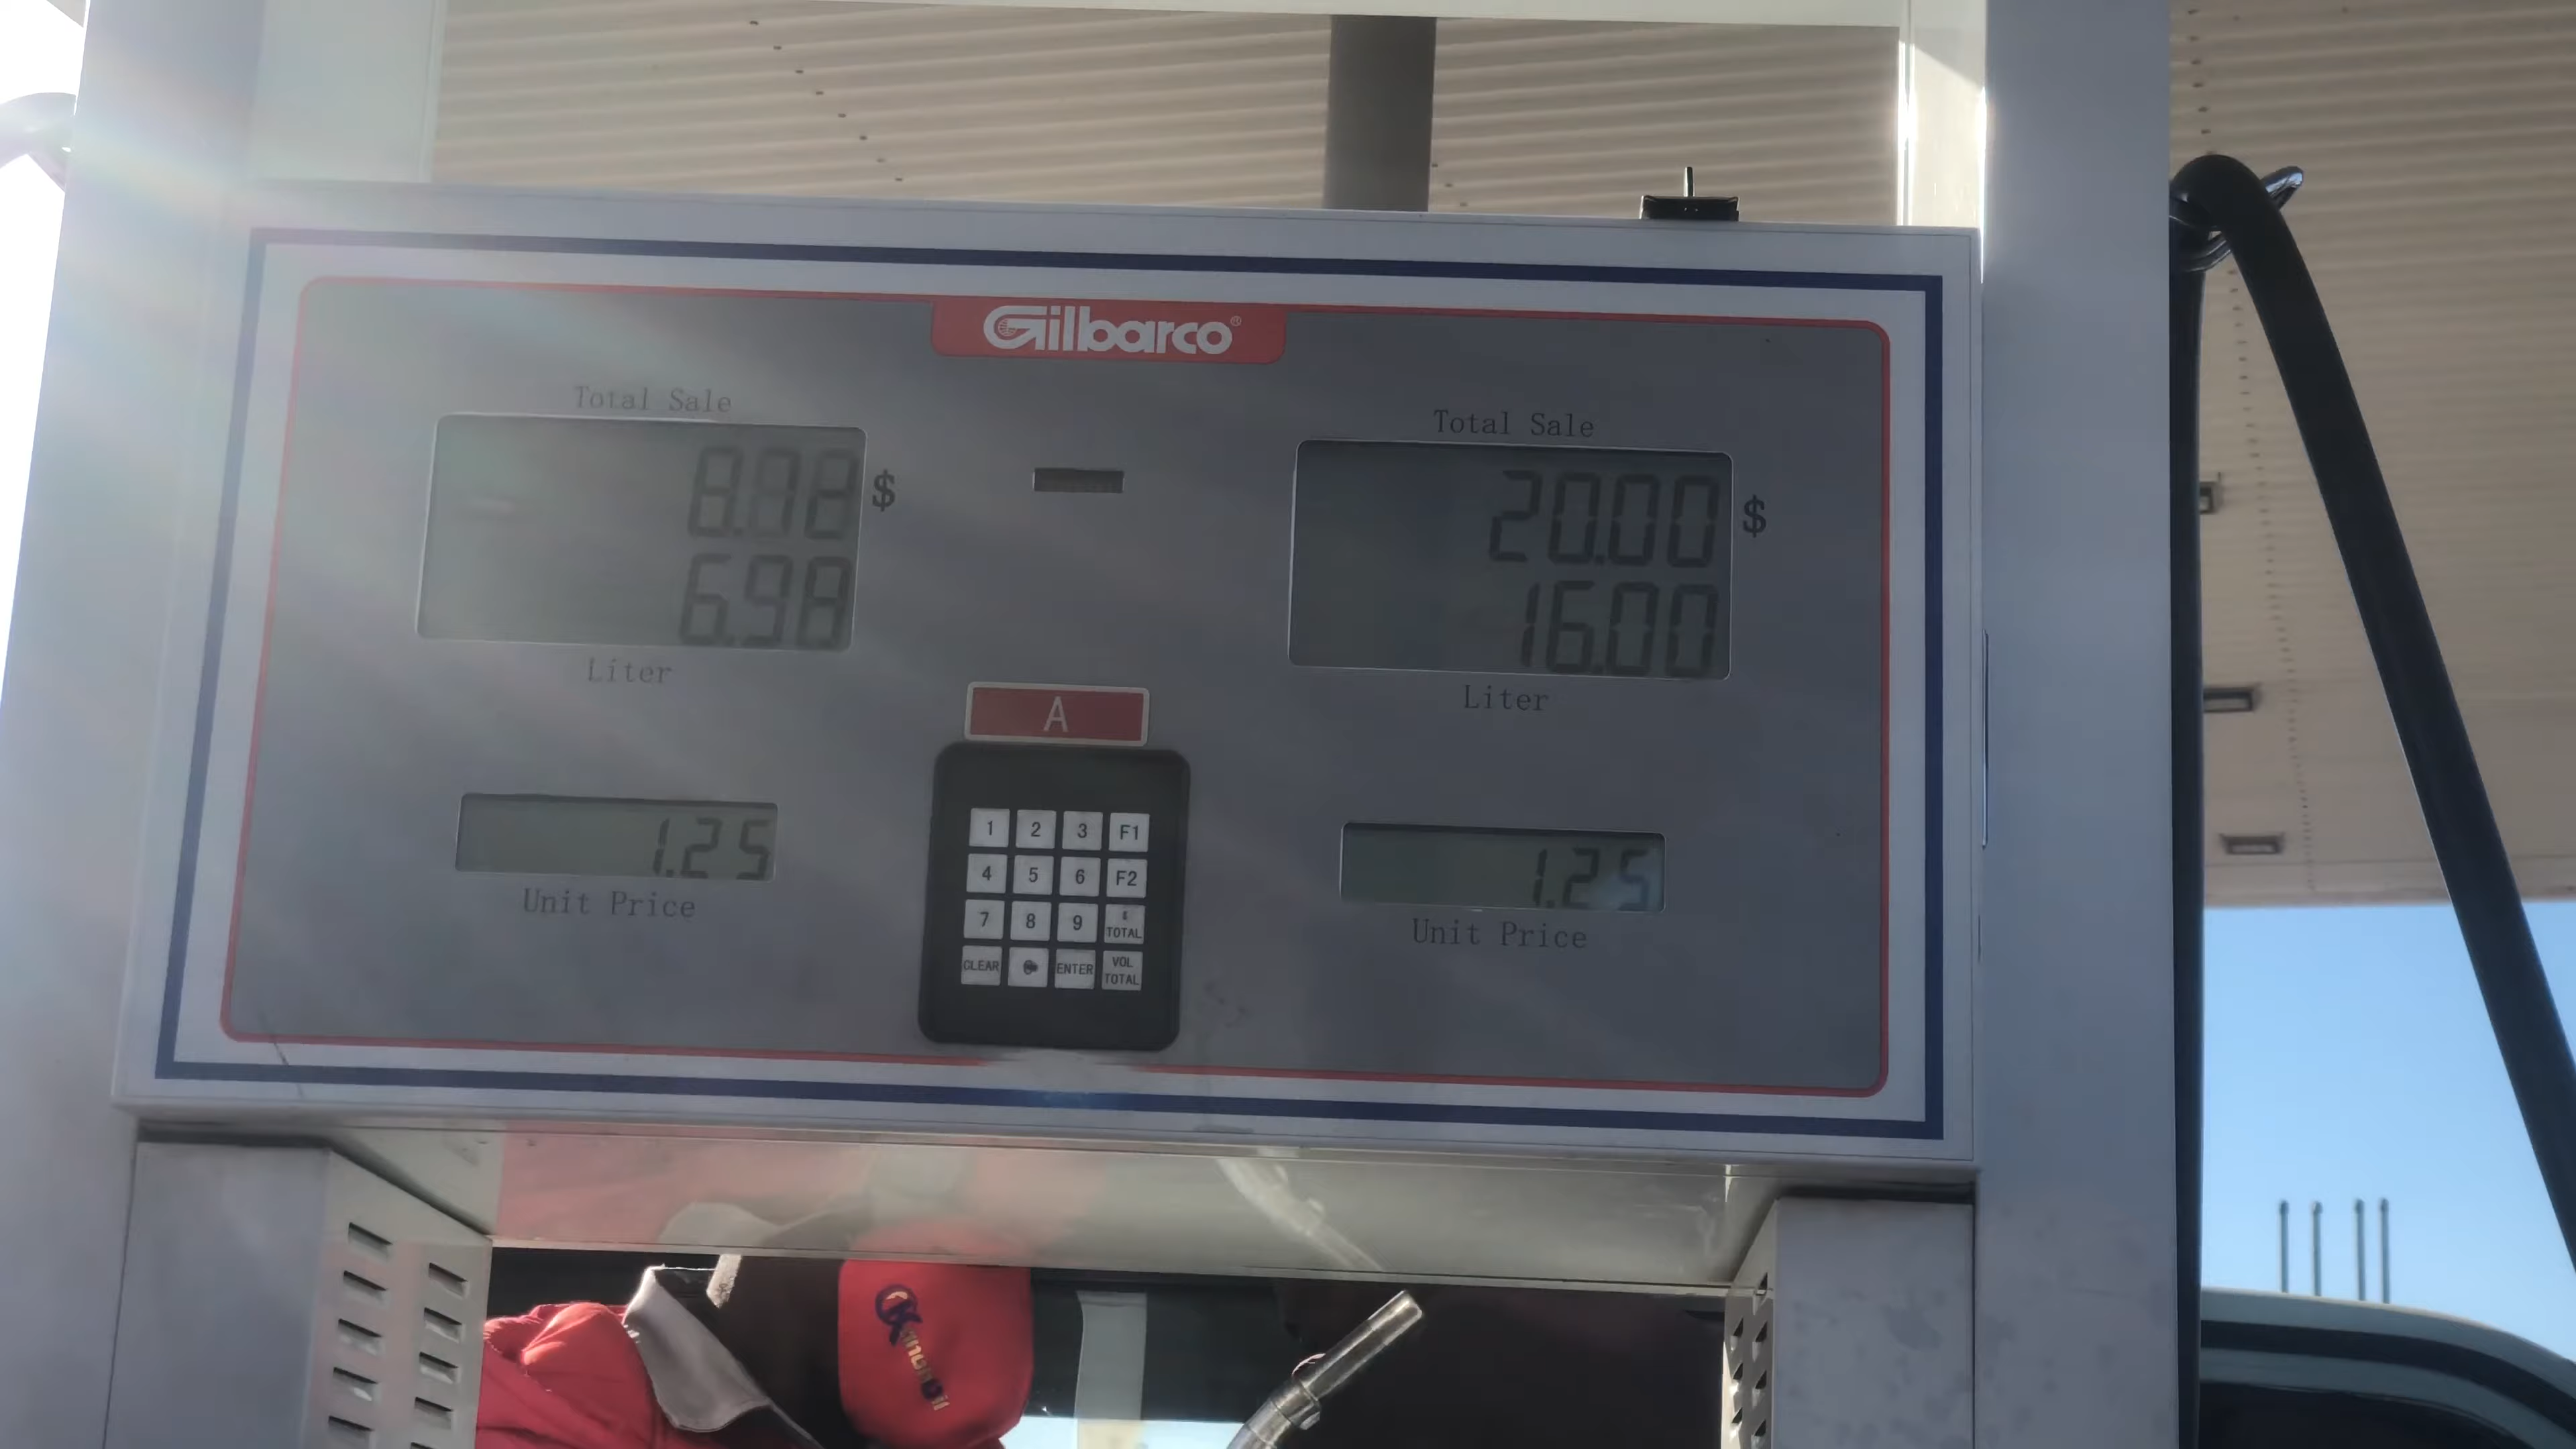 Gilbarco®
Total Sale
$
6.98
Liter
1.25
Unit Price
Total Sale
20.00 $
16.00
Liter
1.25
Unit Price
A
1 2 3 F1
4 5 6 F2
7 8 9 $ TOTAL
CLEAR ENTER VOL TOTAL